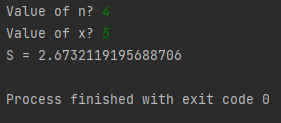 Value of n? 4
Value of x? 5
S = 2.6732119195688706
Process finished with exit code 0